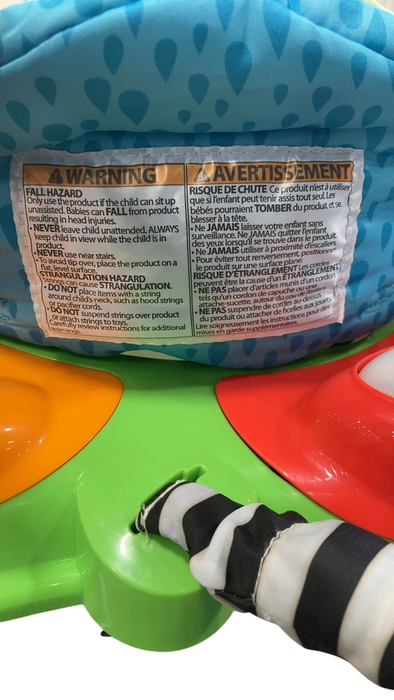 ⚠ WARNING
FALL HAZARD
Only use the product if the child can sit up
unassisted. Babies can FALL from product
resulting in head injuries.
• NEVER leave child unattended. ALWAYS
keep child in view while the child is in
product.
• NEVER use near stairs.
• To avoid tip over, place the product on a
flat, level surface.
STRANGULATION HAZARD
Strings can cause STRANGULATION.
• DO NOT place items with a string
around child's neck, such as hood strings
or pacifier cords.
• DO NOT suspend strings over product
or attach strings to toys.
Carefully review instructions for additional
warnings.
⚠ AVERTISSEMENT
RISQUE DE CHUTE Ce produit n'est à utiliser
que si l'enfant peut tenir assis tout seul. Les
bébés pourraient TOMBER du produit et se
blesser à la tête.
• Ne JAMAIS laisser votre enfant sans
surveillance. Ne JAMAIS quitter l'enfant
des yeux lorsqu'il se trouve dans le produit.
• Ne JAMAIS utiliser à proximité d'escaliers.
• Pour éviter tout renversement, positionner
le produit sur une surface plane.
RISQUE D'ÉTRANGLEMENT Les cordes
peuvent être la cause d'un ÉTRANGLEMENT.
• NE PAS placer d'articles munis d'un cordon
tels qu'un cordon de capuche ou une
attache-sucette, autour du cou
• NE PAS suspendre de cordes au-dessus
du produit ou attacher de ficelles aux jouets.
Lire soigneusement les instructions pour des
mises en garde supplémentaires.